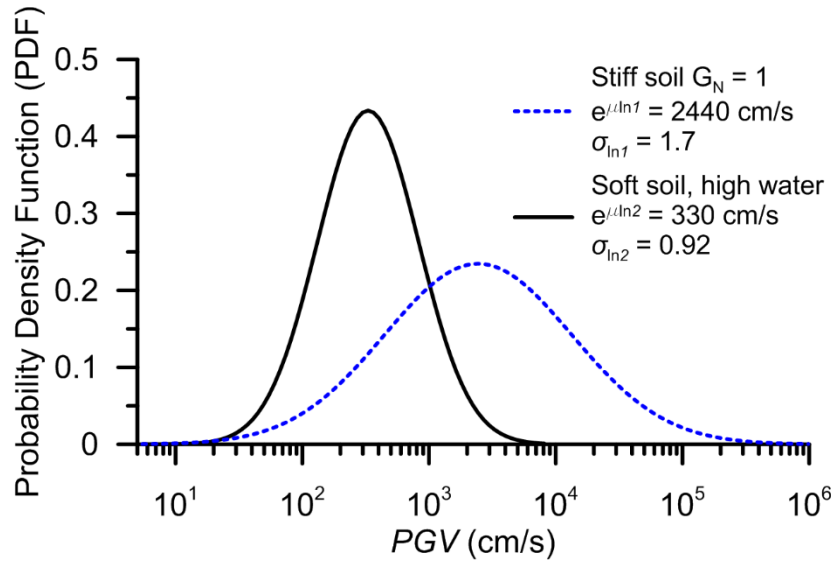 Probability Density Function (PDF)
0.5
0.4
0.3
0.2
0.1
0
Stiff soil G_N = 1
e^μln1 = 2440 cm/s
σ_ln1 = 1.7
Soft soil, high water
e^μln2 = 330 cm/s
σ_ln2 = 0.92
10^1 10^2 10^3 10^4 10^5 10^6
PGV (cm/s)